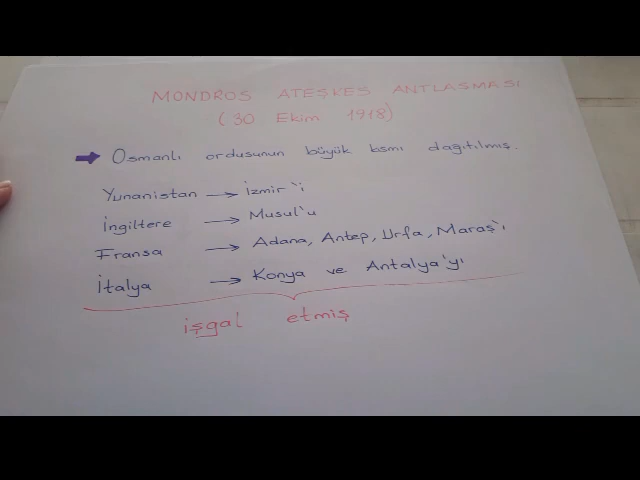 MONDROS ATEŞKES ANTLAŞMASI
(30 Ekim 1918)
Osmanlı ordusunun büyük kısmı dağıtılmış.
Yunanistan → İzmir'i
İngiltere → Musul'u
Fransa → Adana, Antep, Urfa, Maraş'ı
İtalya → Konya ve Antalya'yı
işgal etmiş